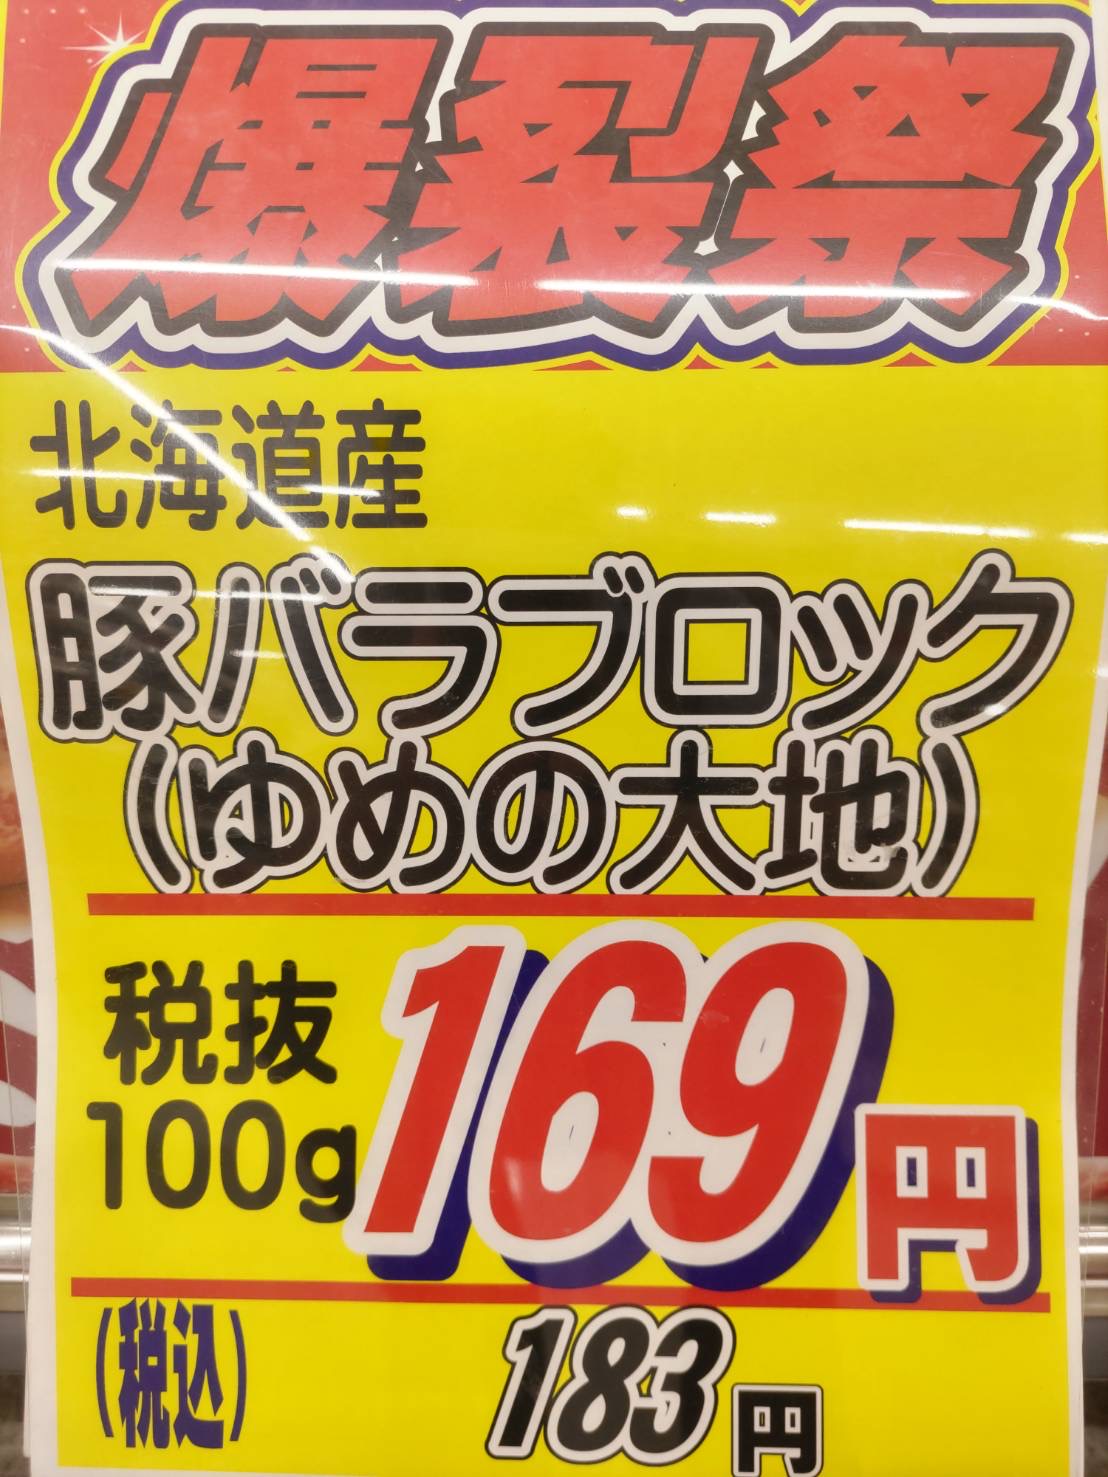 爆裂祭
北海道産
豚バラブロック
(ゆめの大地)
税抜
100g
169円
(税込)
183円